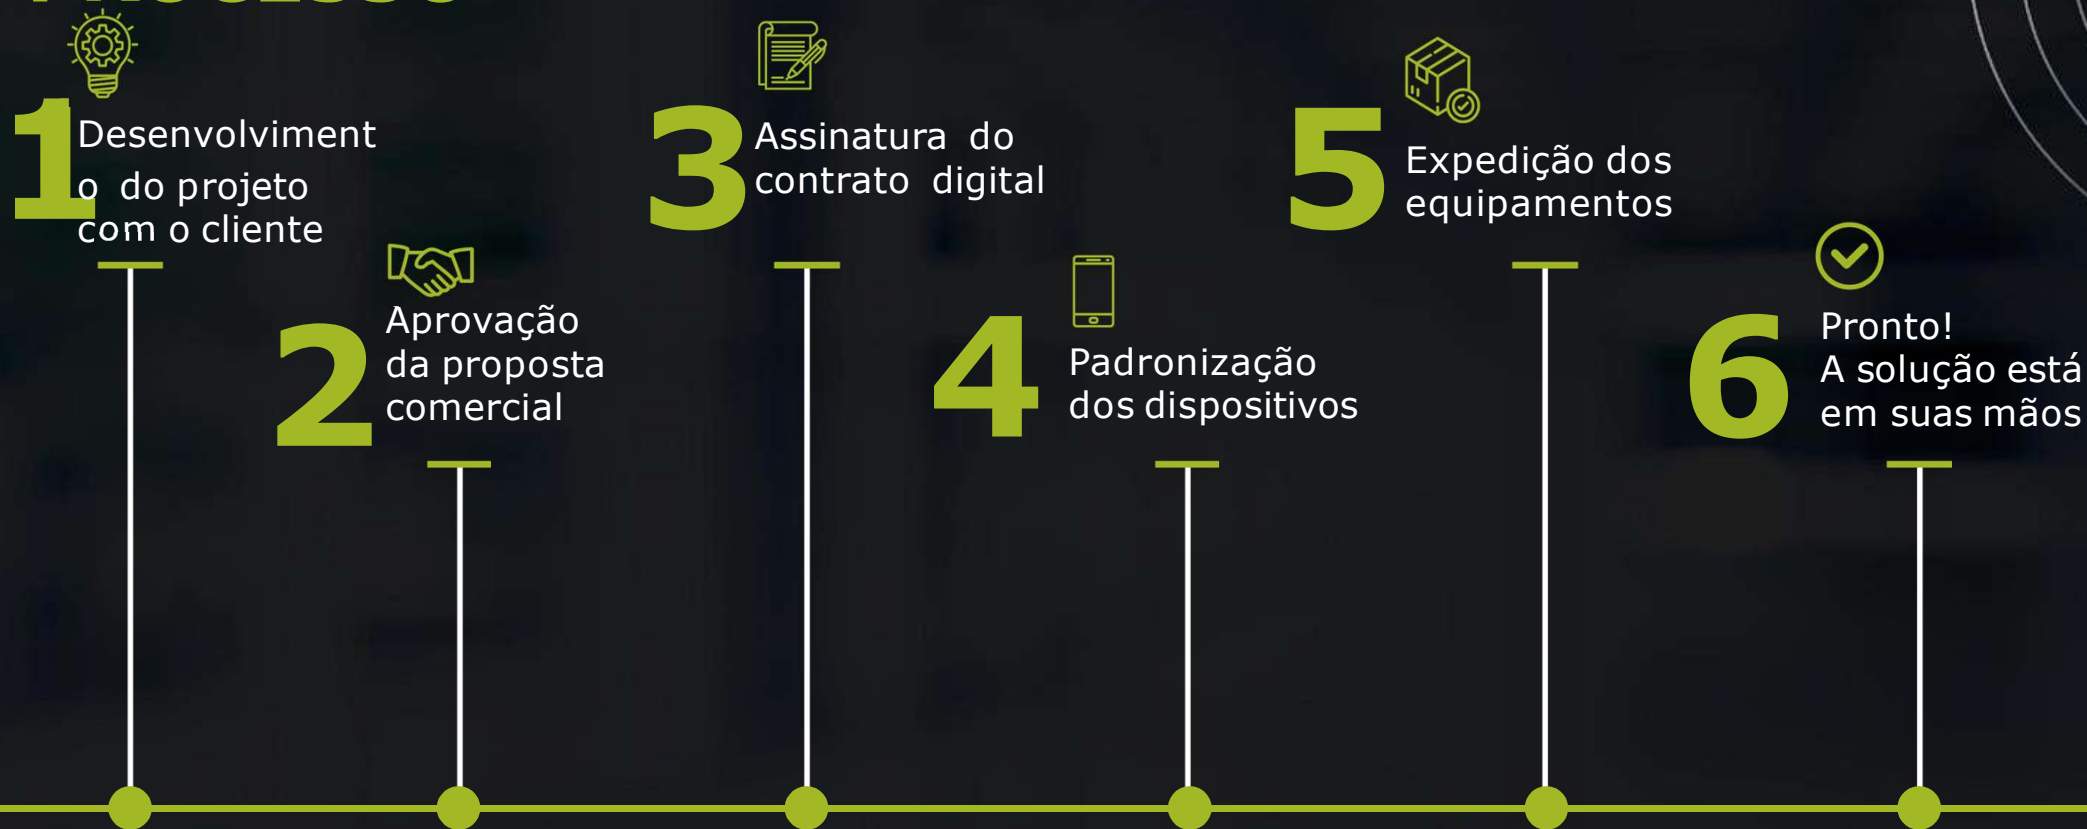 PROCESSO
1
Desenvolviment
o do projeto
com o cliente
2
Aprovação
da proposta
comercial
3
Assinatura do
contrato digital
4
Padronização
dos dispositivos
5
Expedição dos
equipamentos
6
Pronto!
A solução está
em suas mãos